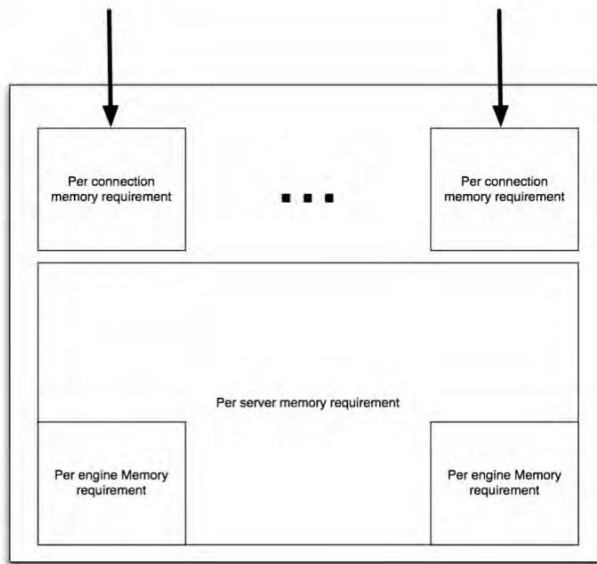 Per connection
memory requirement
Per connection
memory requirement
Per server memory requirement
Per engine Memory
requirement
Per engine Memory
requirement